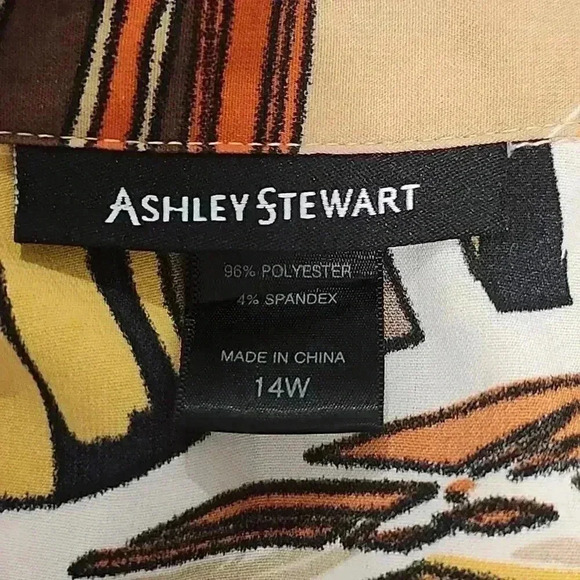 ASHLEY STEWART
96% POLYESTER
4% SPANDEX
MADE IN CHINA
14W